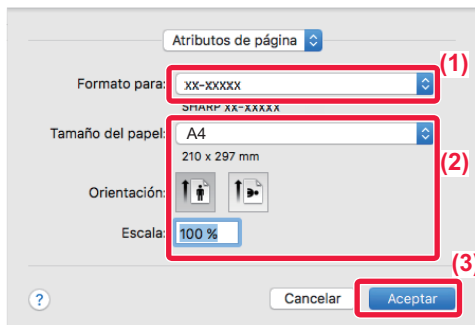 Atributos de página
(1)
Formato para: xx-xxxxx
SHARP xx-xxxxx
Tamaño del papel: A4
210 x 297 mm
(2)
Orientación:
Escala: 100 %
(3)
? Cancelar Aceptar